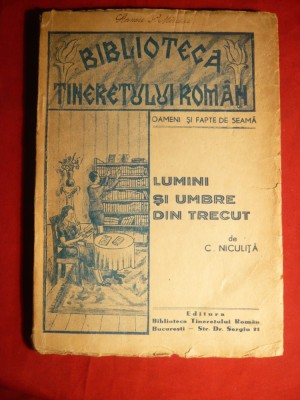 BIBLIOTECA
TINERETULUI ROMÂN
OAMENI ȘI FAPTE DE SEAMĂ
LUMINI
ȘI UMBRE
DIN TRECUT
de
C. NICULIȚĂ
Editura
Biblioteca Tineretului Român
București – Str. Dr. Sergiu